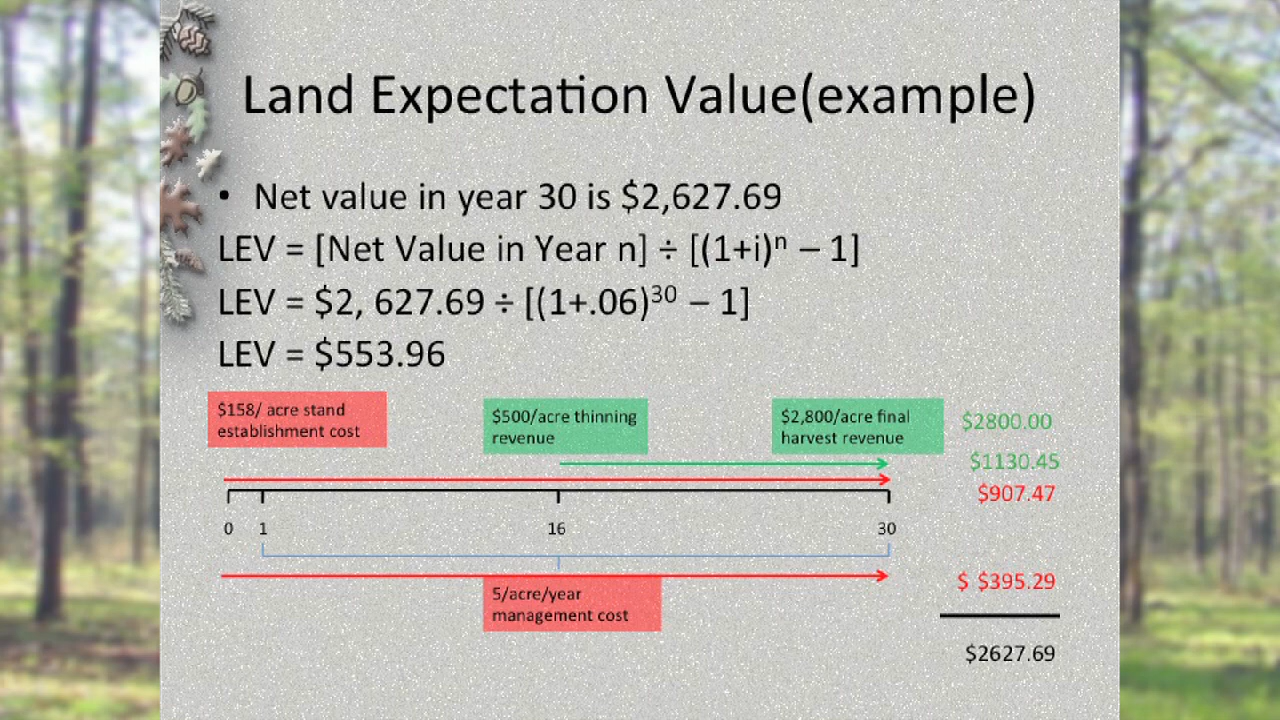 Land Expectation Value(example)
• Net value in year 30 is $2,627.69
LEV = [Net Value in Year n] ÷ [(1+i)ⁿ – 1]
LEV = $2, 627.69 ÷ [(1+.06)³⁰ – 1]
LEV = $553.96
$158/ acre stand
establishment cost
$500/acre thinning
revenue
$2,800/acre final
harvest revenue
$2800.00
$1130.45
$907.47
0 1 16 30
5/acre/year
management cost
$ $395.29
$2627.69